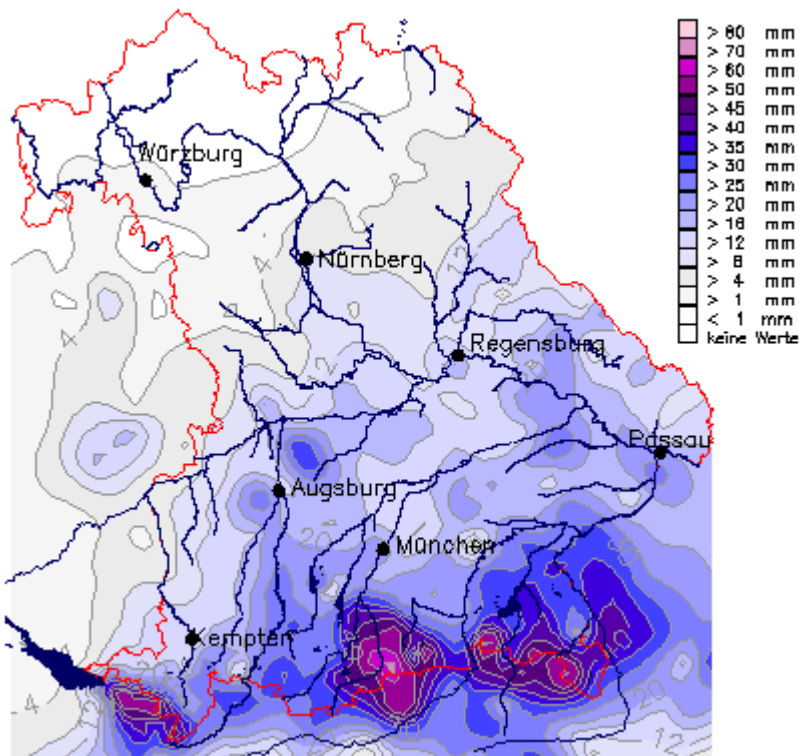 > 80 mm
> 70 mm
> 60 mm
> 50 mm
> 45 mm
> 40 mm
> 35 mm
> 30 mm
> 25 mm
> 20 mm
> 16 mm
> 12 mm
> 8 mm
> 4 mm
> 1 mm
< 1 mm
keine Werte
Würzburg
Nürnberg
Regensburg
Passau
Augsburg
München
Kempten